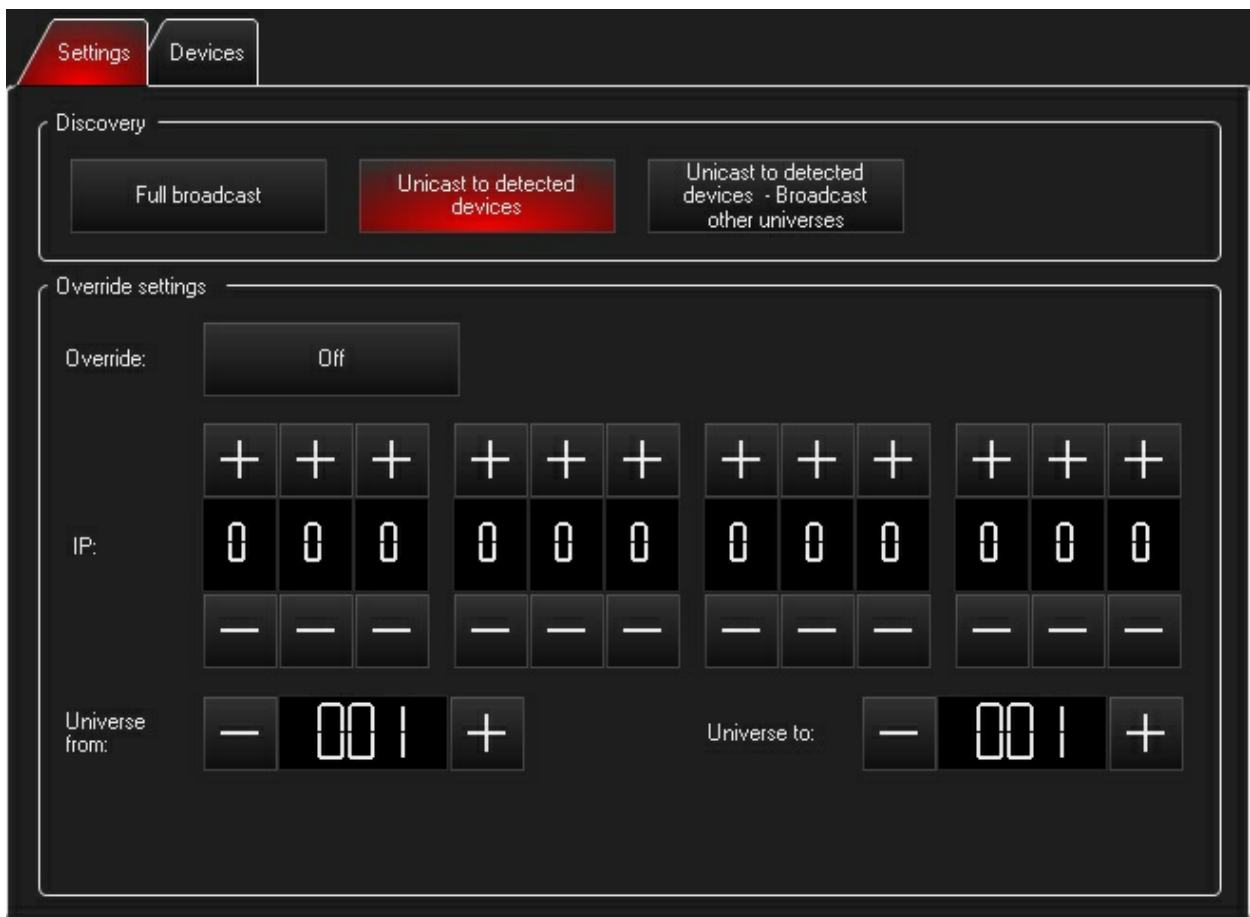 Settings
Devices
Discovery
Full broadcast
Unicast to detected
devices
Unicast to detected
devices - Broadcast
other universes
Override settings
Override:
Off
+ + + + + + + + + + + +
IP:
0 0 0 0 0 0 0 0 0 0 0 0
— — — — — — — — — — — —
Universe
from:
— 001 +
Universe to:
— 001 +